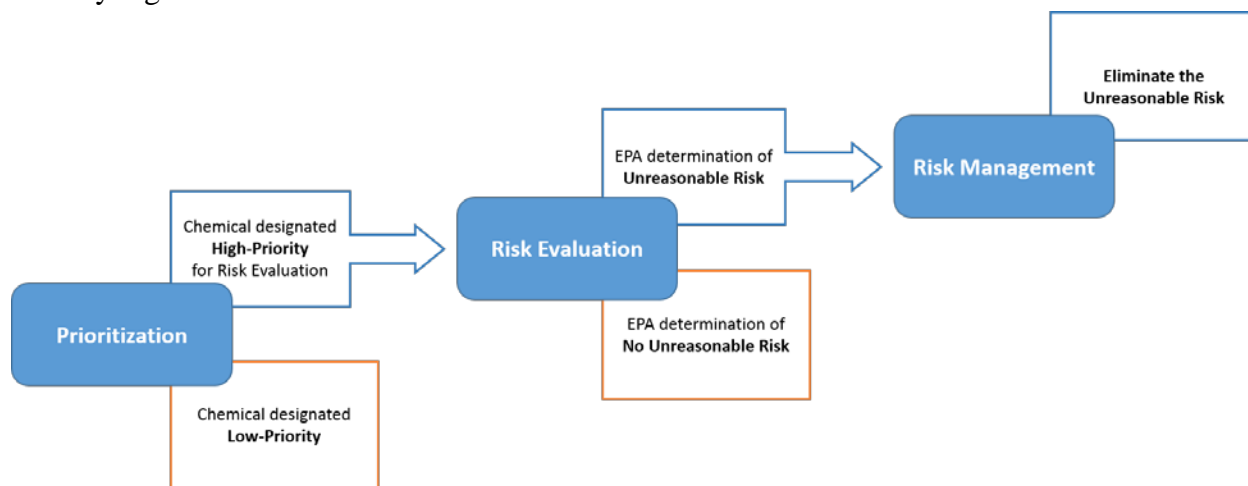 Eliminate the
Unreasonable Risk
Risk Management
EPA determination of
Unreasonable Risk
Chemical designated
High-Priority
for Risk Evaluation
Risk Evaluation
EPA determination of
No Unreasonable Risk
Prioritization
Chemical designated
Low-Priority